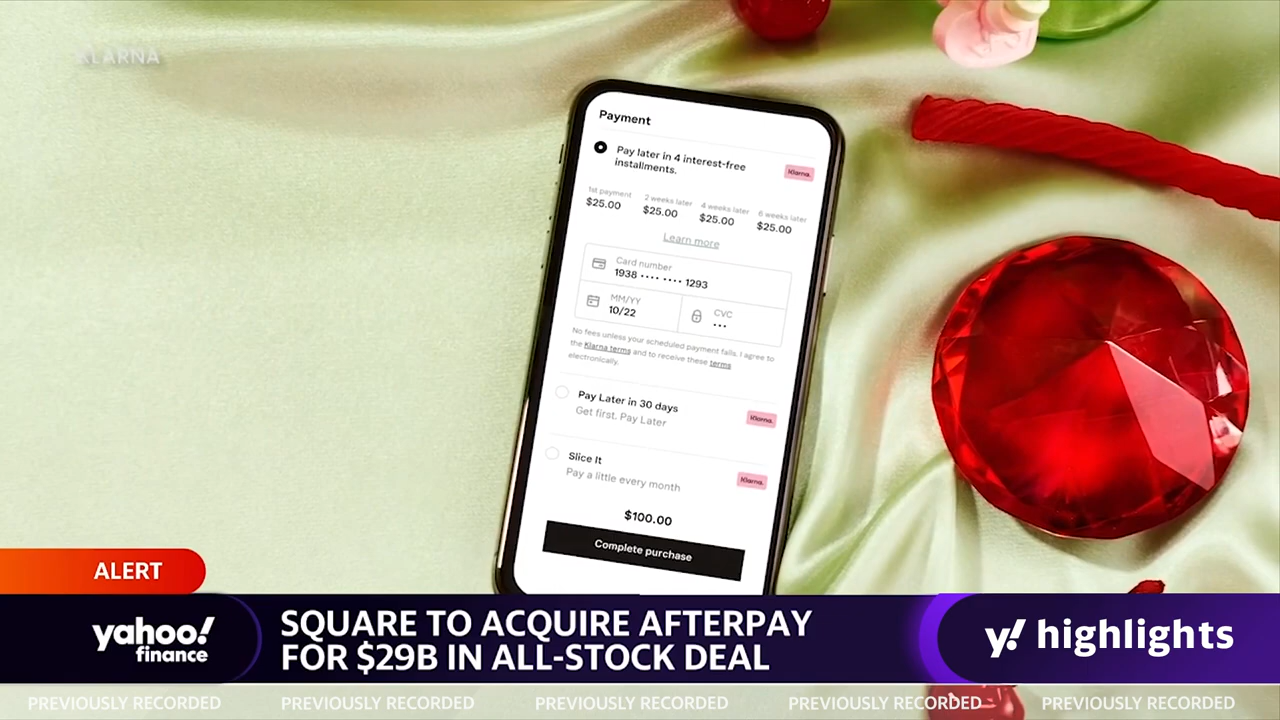 KLARNA
Payment
Pay later in 4 interest-free
installments.
Klarna.
1st payment 2 weeks later 4 weeks later 6 weeks later
$25.00 $25.00 $25.00 $25.00
Learn more
Card number
1938 •••• •••• 1293
MM/YY CVC
10/22 •••
No fees unless your scheduled payment fails. I agree to
the Klarna terms and to receive these terms
electronically.
Pay Later in 30 days
Klarna.
Get first. Pay Later
Slice It
Klarna.
Pay a little every month
$100.00
Complete purchase
ALERT
yahoo!
finance
SQUARE TO ACQUIRE AFTERPAY
FOR $29B IN ALL-STOCK DEAL
y! highlights
PREVIOUSLY RECORDED PREVIOUSLY RECORDED PREVIOUSLY RECORDED PREVIOUSLY RECORDED PREVIOUSLY RECORDED